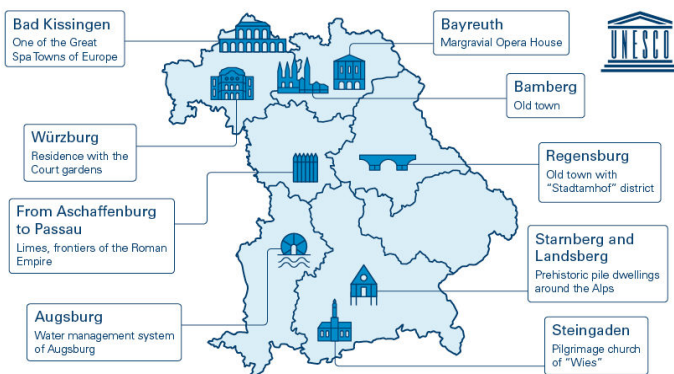 Bad Kissingen
One of the Great
Spa Towns of Europe
Bayreuth
Margravial Opera House
UNESCO
Bamberg
Old town
Würzburg
Residence with the
Court gardens
Regensburg
Old town with
“Stadtamhof” district
From Aschaffenburg
to Passau
Limes, frontiers of the Roman
Empire
Starnberg and
Landsberg
Prehistoric pile dwellings
around the Alps
Augsburg
Water management system
of Augsburg
Steingaden
Pilgrimage church
of “Wies”